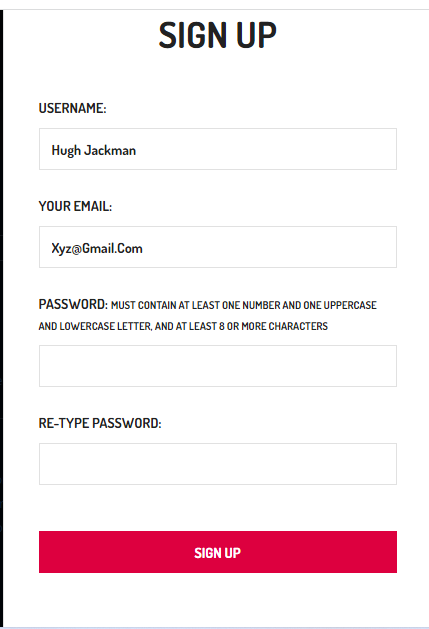 SIGN UP
USERNAME:
Hugh Jackman
YOUR EMAIL:
Xyz@Gmail.Com
PASSWORD: MUST CONTAIN AT LEAST ONE NUMBER AND ONE UPPERCASE
AND LOWERCASE LETTER, AND AT LEAST 8 OR MORE CHARACTERS
RE-TYPE PASSWORD:
SIGN UP